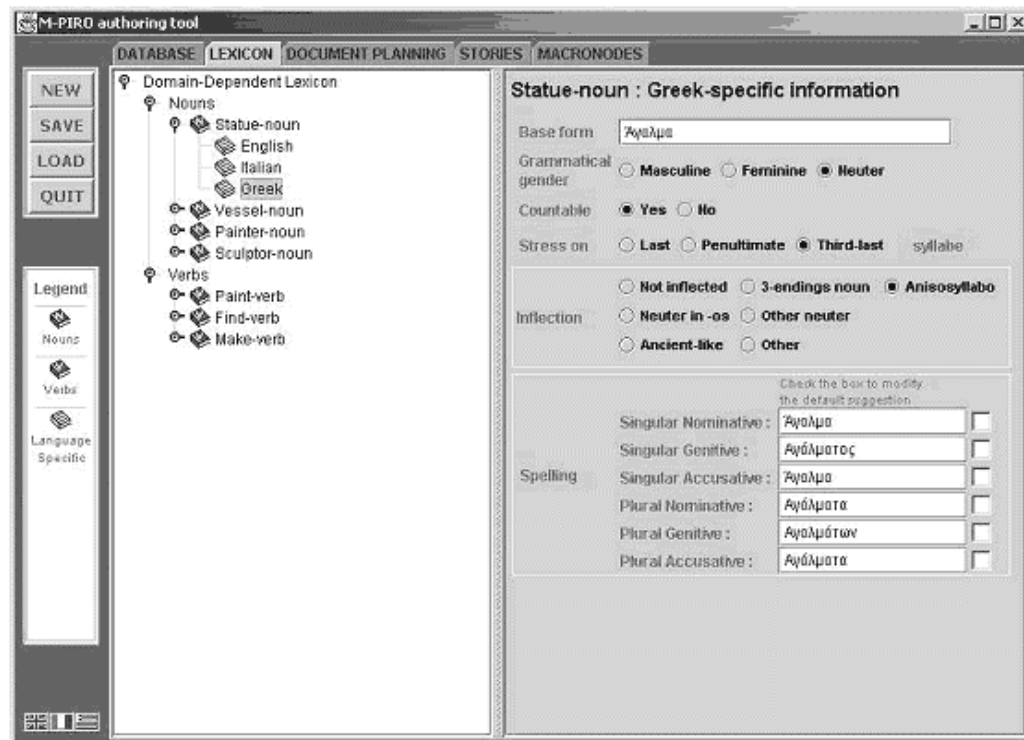 M-PIRO authoring tool
DATABASE LEXICON DOCUMENT PLANNING STORIES MACRONODES
NEW
SAVE
LOAD
QUIT
Legend
Nouns
Verbs
Language
Specific
Domain-Dependent Lexicon
Nouns
Statue-noun
English
Italian
Greek
Vessel-noun
Painter-noun
Sculptor-noun
Verbs
Paint-verb
Find-verb
Make-verb
Statue-noun : Greek-specific information
Base form Άγαλμα
Grammatical
gender Masculine Feminine Neuter
Countable Yes No
Stress on Last Penultimate Third-last syllabe
Inflection
Not inflected 3-endings noun Anisosyllabo
Neuter in -os Other neuter
Ancient-like Other
Check the box to modify
the default suggestion
Spelling
Singular Nominative : Άγαλμα
Singular Genitive : Αγάλματος
Singular Accusative : Άγαλμα
Plural Nominative : Αγάλματα
Plural Genitive : Αγαλμάτων
Plural Accusative : Αγάλματα